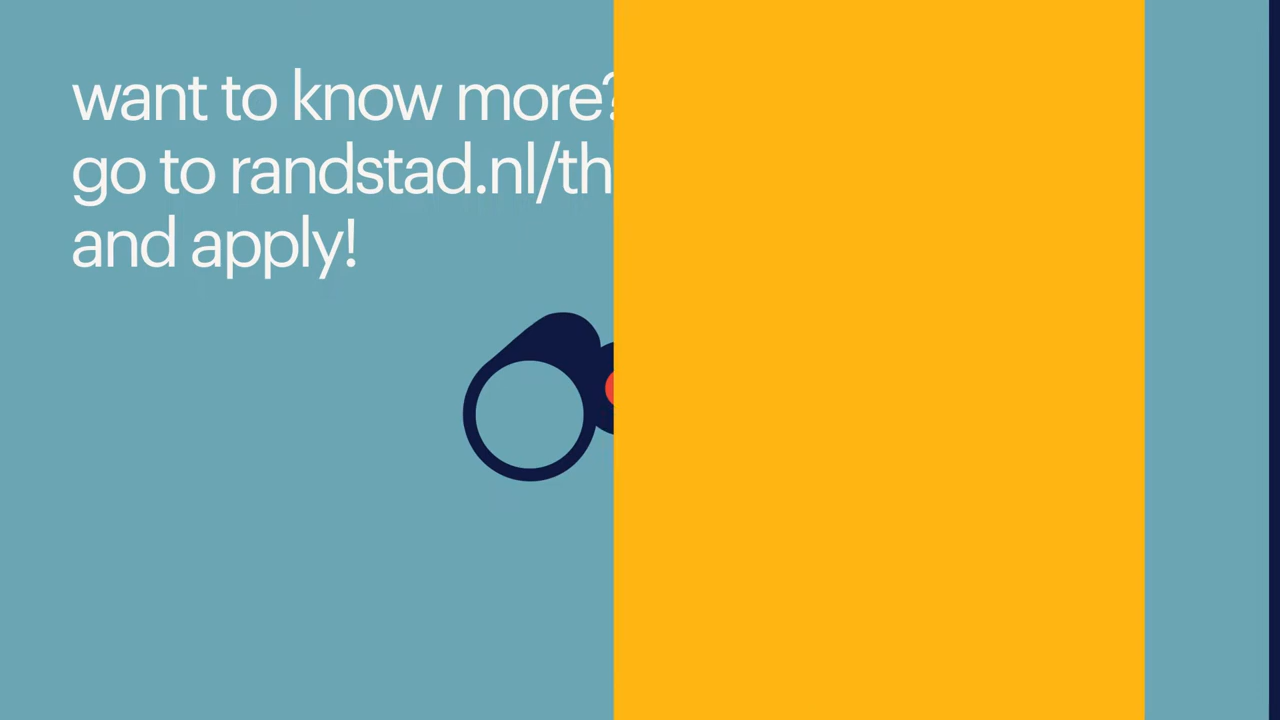 want to know more?
go to randstad.nl/th
and apply!